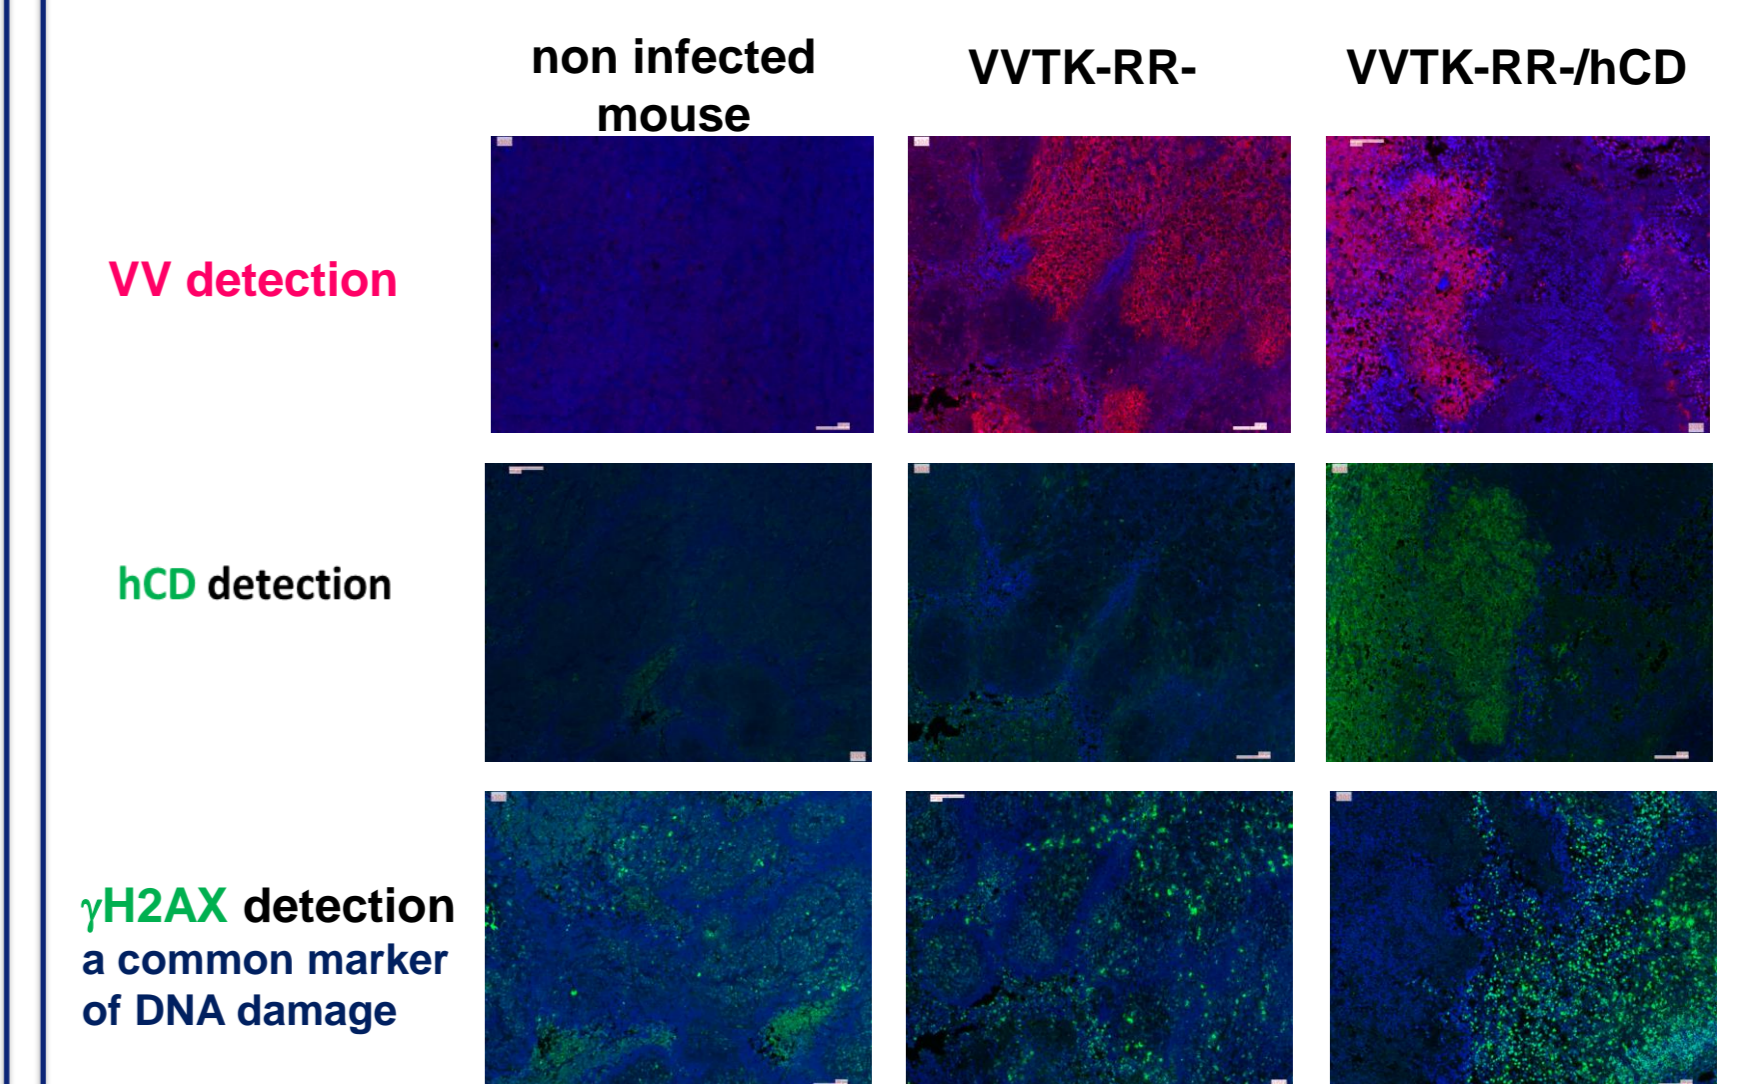 non infected
mouse
VVTK-RR-
VVTK-RR-/hCD
VV detection
hCD detection
γH2AX detection
a common marker
of DNA damage